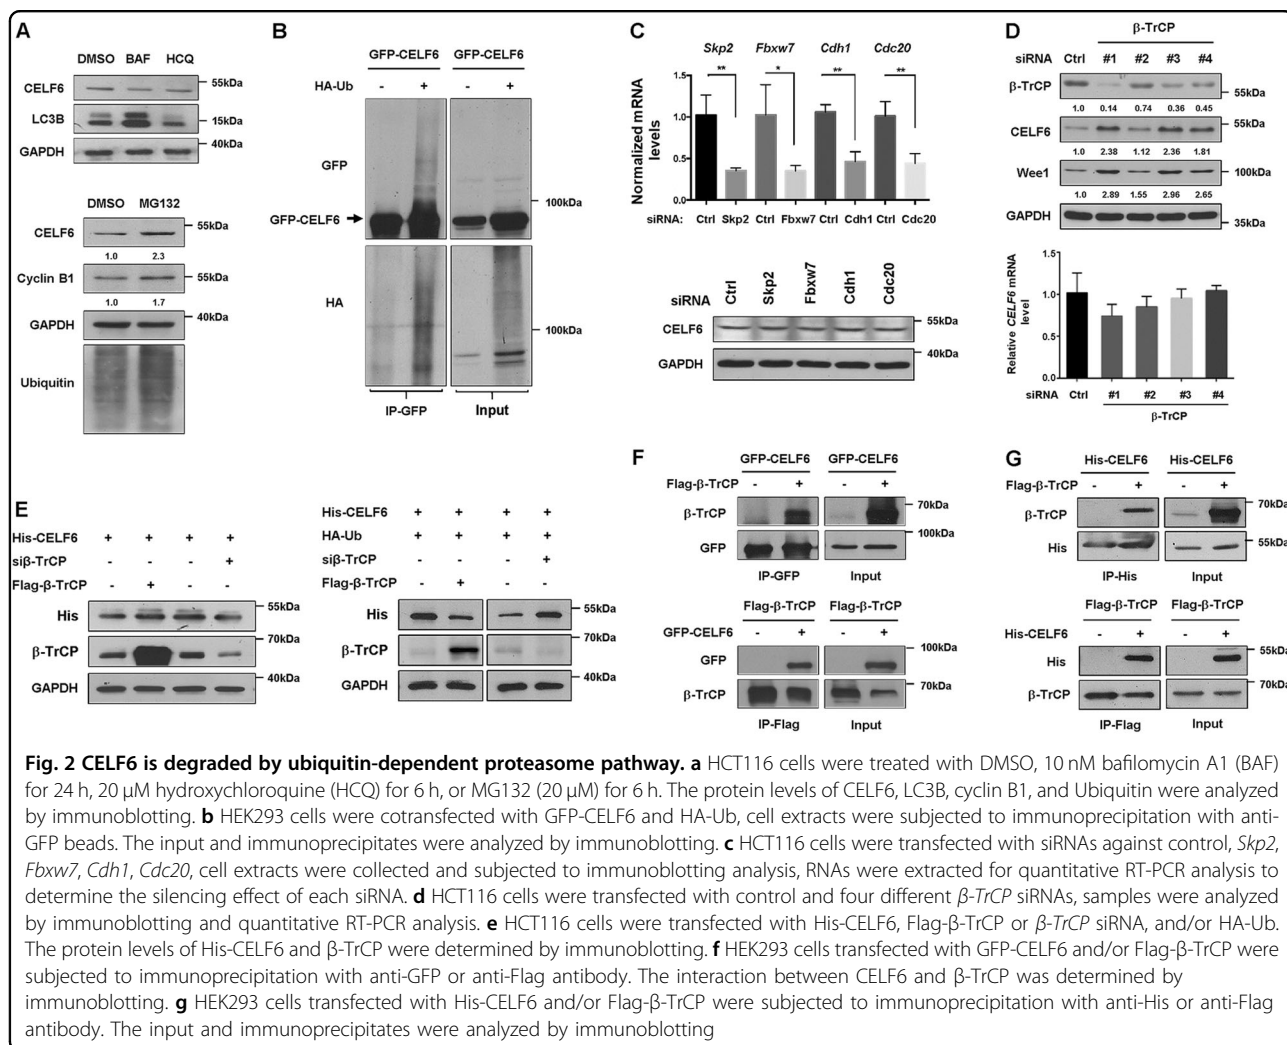 A
DMSO BAF HCQ
CELF6 55kDa
LC3B 15kDa
GAPDH 40kDa
DMSO MG132
CELF6 55kDa
1.0 2.3
Cyclin B1 55kDa
1.0 1.7
GAPDH 40kDa
Ubiquitin
B
GFP-CELF6 GFP-CELF6
HA-Ub - + - +
GFP
100kDa
GFP-CELF6
HA
100kDa
IP-GFP Input
C
Skp2 Fbxw7 Cdh1 Cdc20
** * ** **
Normalized mRNA levels
1.5
1.0
0.5
0.0
siRNA: Ctrl Skp2 Ctrl Fbxw7 Ctrl Cdh1 Ctrl Cdc20
siRNA Ctrl Skp2 Fbxw7 Cdh1 Cdc20
CELF6 55kDa
GAPDH 40kDa
D
β-TrCP
siRNA Ctrl #1 #2 #3 #4
β-TrCP 55kDa
1.0 0.14 0.74 0.36 0.45
CELF6 55kDa
1.0 2.38 1.12 2.36 1.81
Wee1 100kDa
1.0 2.89 1.55 2.96 2.65
GAPDH 35kDa
Relative CELF6 mRNA level
1.5
1.0
0.5
0.0
siRNA Ctrl #1 #2 #3 #4
β-TrCP
E
His-CELF6 + + + +
siβ-TrCP - - - +
Flag-β-TrCP - + - -
His 55kDa
β-TrCP 70kDa
GAPDH 40kDa
His-CELF6 + + + +
HA-Ub + + + +
siβ-TrCP - - - +
Flag-β-TrCP - + - -
His 55kDa
β-TrCP 70kDa
GAPDH 40kDa
F
GFP-CELF6 GFP-CELF6
Flag-β-TrCP - + - +
β-TrCP 70kDa
GFP 100kDa
IP-GFP Input
Flag-β-TrCP Flag-β-TrCP
GFP-CELF6 - + - +
GFP 100kDa
β-TrCP 70kDa
IP-Flag Input
G
His-CELF6 His-CELF6
Flag-β-TrCP - + - +
β-TrCP 70kDa
His 55kDa
IP-His Input
Flag-β-TrCP Flag-β-TrCP
His-CELF6 - + - +
His 55kDa
β-TrCP 70kDa
IP-Flag Input
Fig. 2 CELF6 is degraded by ubiquitin-dependent proteasome pathway. a HCT116 cells were treated with DMSO, 10 nM bafilomycin A1 (BAF)
for 24 h, 20 μM hydroxychloroquine (HCQ) for 6 h, or MG132 (20 μM) for 6 h. The protein levels of CELF6, LC3B, cyclin B1, and Ubiquitin were analyzed
by immunoblotting. b HEK293 cells were cotransfected with GFP-CELF6 and HA-Ub, cell extracts were subjected to immunoprecipitation with anti-
GFP beads. The input and immunoprecipitates were analyzed by immunoblotting. c HCT116 cells were transfected with siRNAs against control, Skp2,
Fbxw7, Cdh1, Cdc20, cell extracts were collected and subjected to immunoblotting analysis, RNAs were extracted for quantitative RT-PCR analysis to
determine the silencing effect of each siRNA. d HCT116 cells were transfected with control and four different β-TrCP siRNAs, samples were analyzed
by immunoblotting and quantitative RT-PCR analysis. e HCT116 cells were transfected with His-CELF6, Flag-β-TrCP or β-TrCP siRNA, and/or HA-Ub.
The protein levels of His-CELF6 and β-TrCP were determined by immunoblotting. f HEK293 cells transfected with GFP-CELF6 and/or Flag-β-TrCP were
subjected to immunoprecipitation with anti-GFP or anti-Flag antibody. The interaction between CELF6 and β-TrCP was determined by
immunoblotting. g HEK293 cells transfected with His-CELF6 and/or Flag-β-TrCP were subjected to immunoprecipitation with anti-His or anti-Flag
antibody. The input and immunoprecipitates were analyzed by immunoblotting